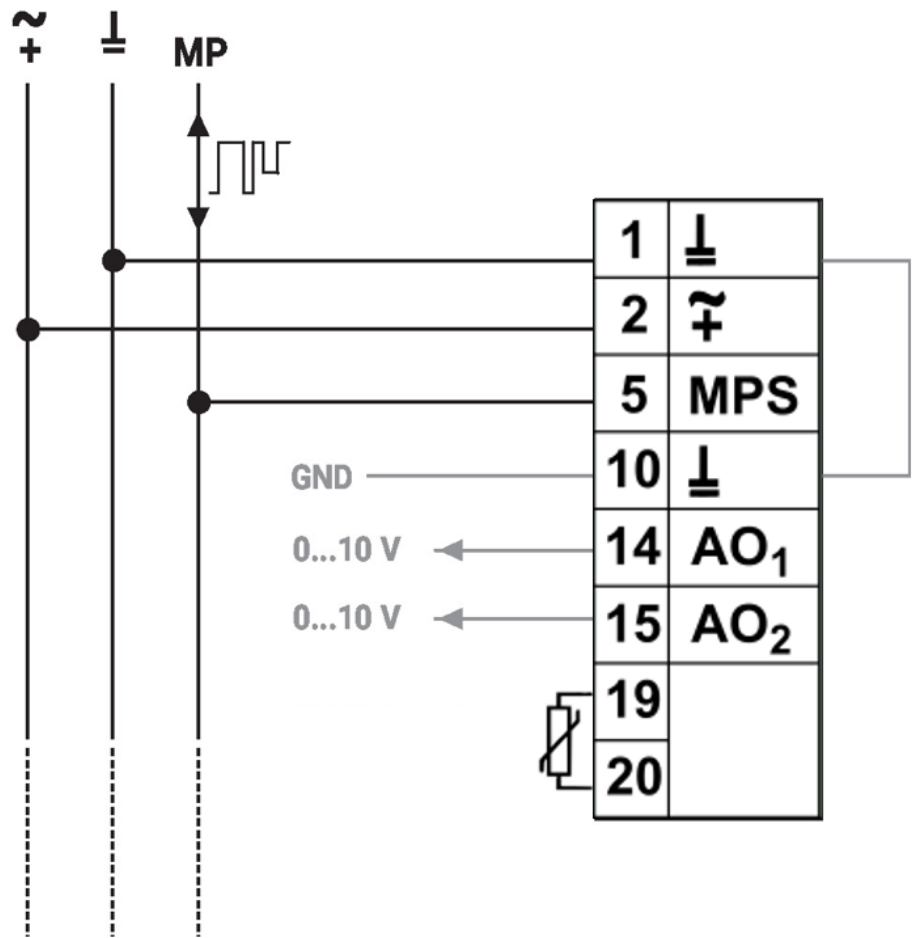 ~ ⊥ MP
+
1 ⊥
2 ~+
5 MPS
GND 10 ⊥
0...10 V 14 AO₁
0...10 V 15 AO₂
19
20